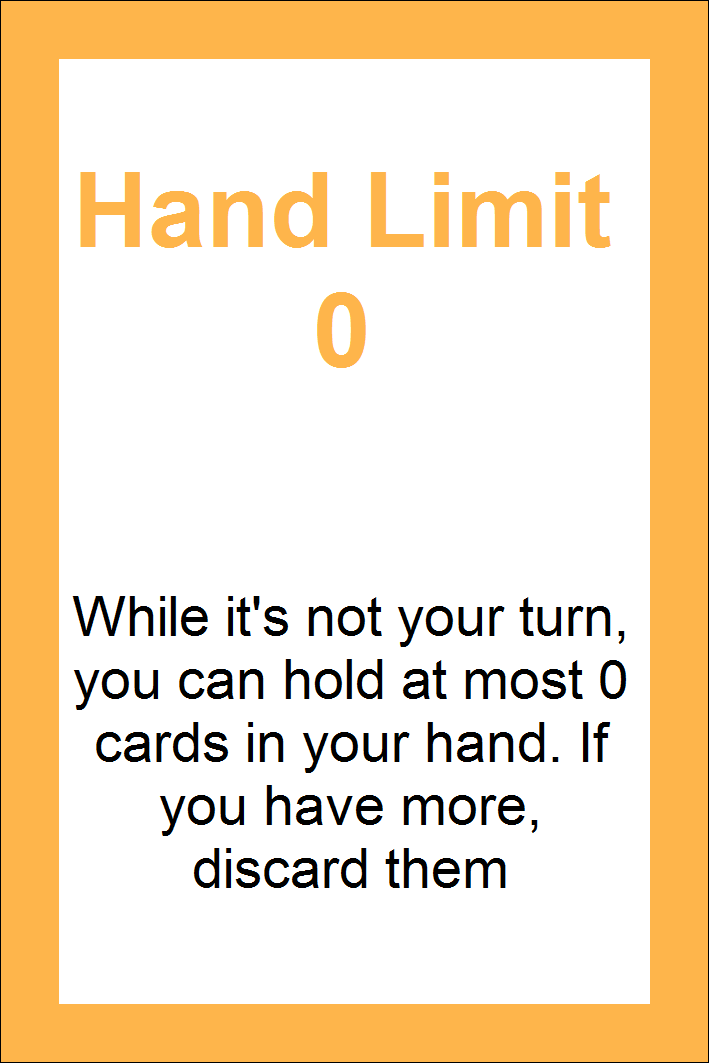 Hand Limit
0
While it's not your turn,
you can hold at most 0
cards in your hand. If
you have more,
discard them